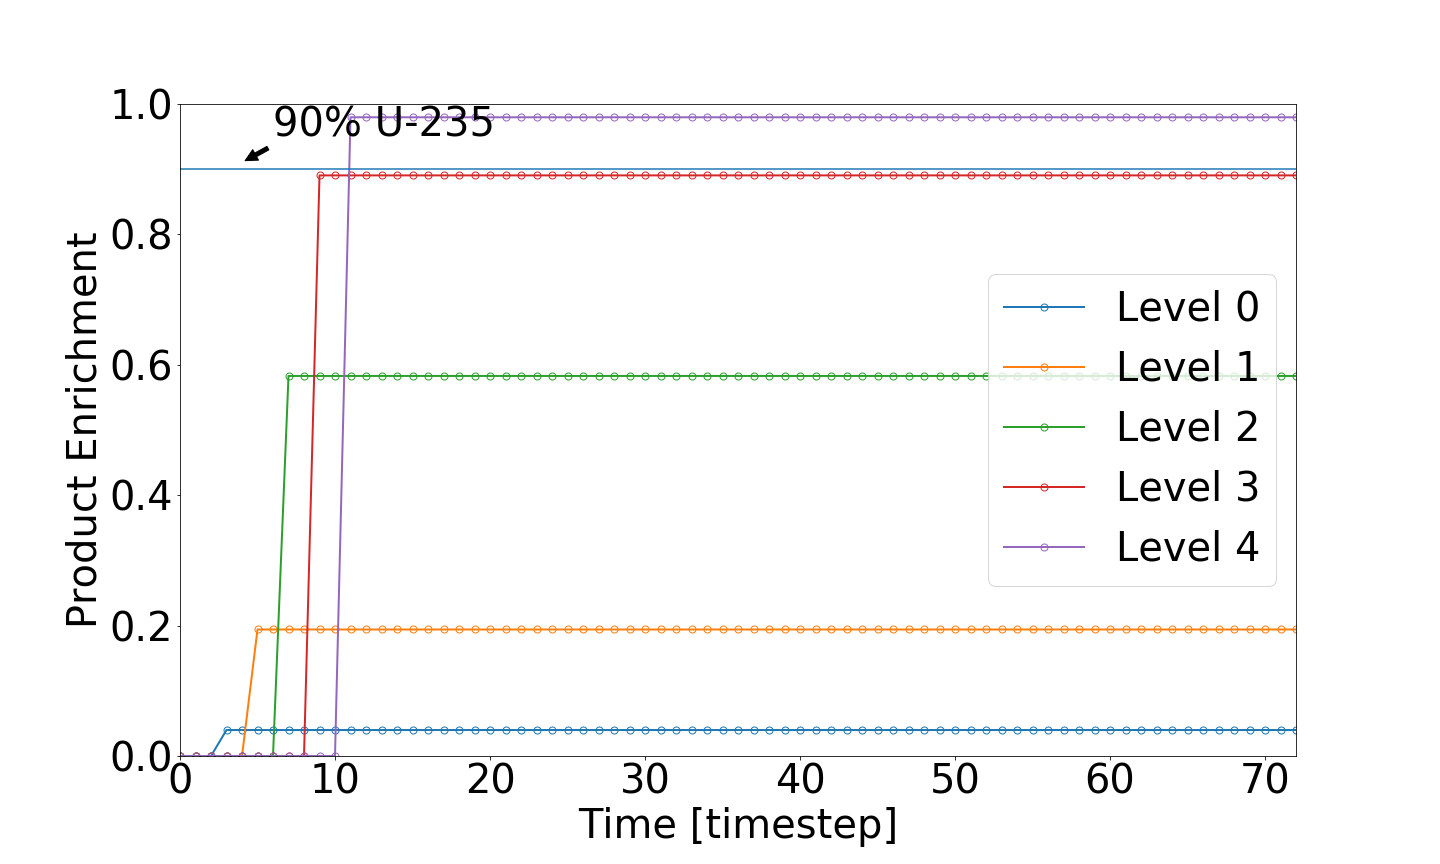 90% U-235
1.0
0.8
0.6
0.4
0.2
0.0
Product Enrichment
Level 0
Level 1
Level 2
Level 3
Level 4
0 10 20 30 40 50 60 70
Time [timestep]